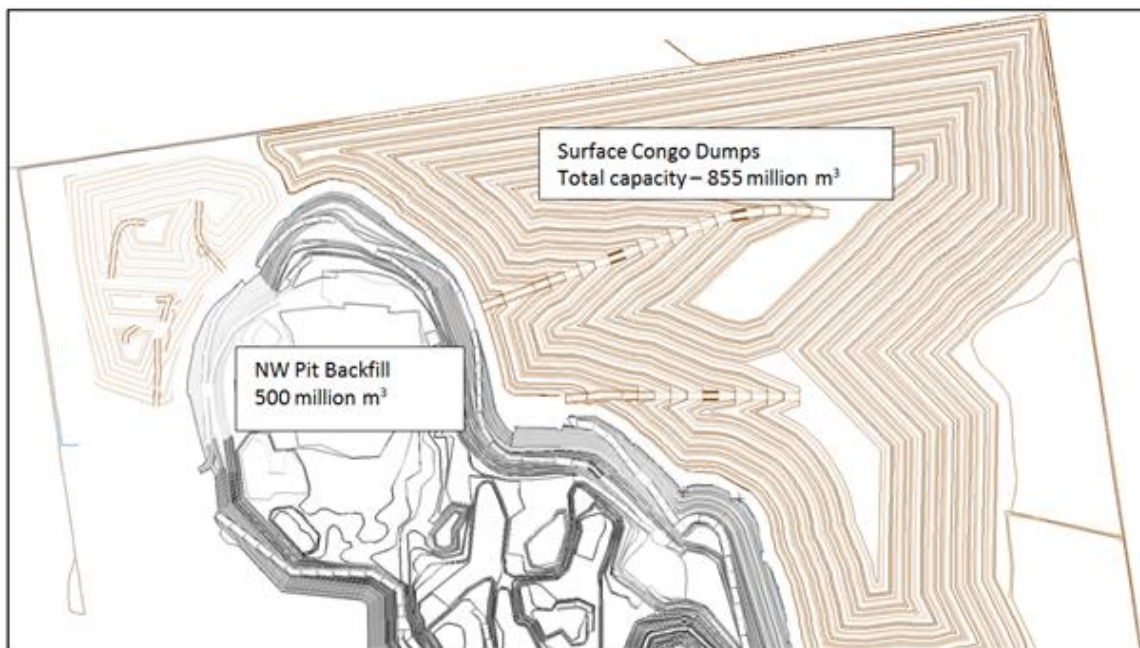 Surface Congo Dumps
Total capacity – 855 million m³
NW Pit Backfill
500 million m³